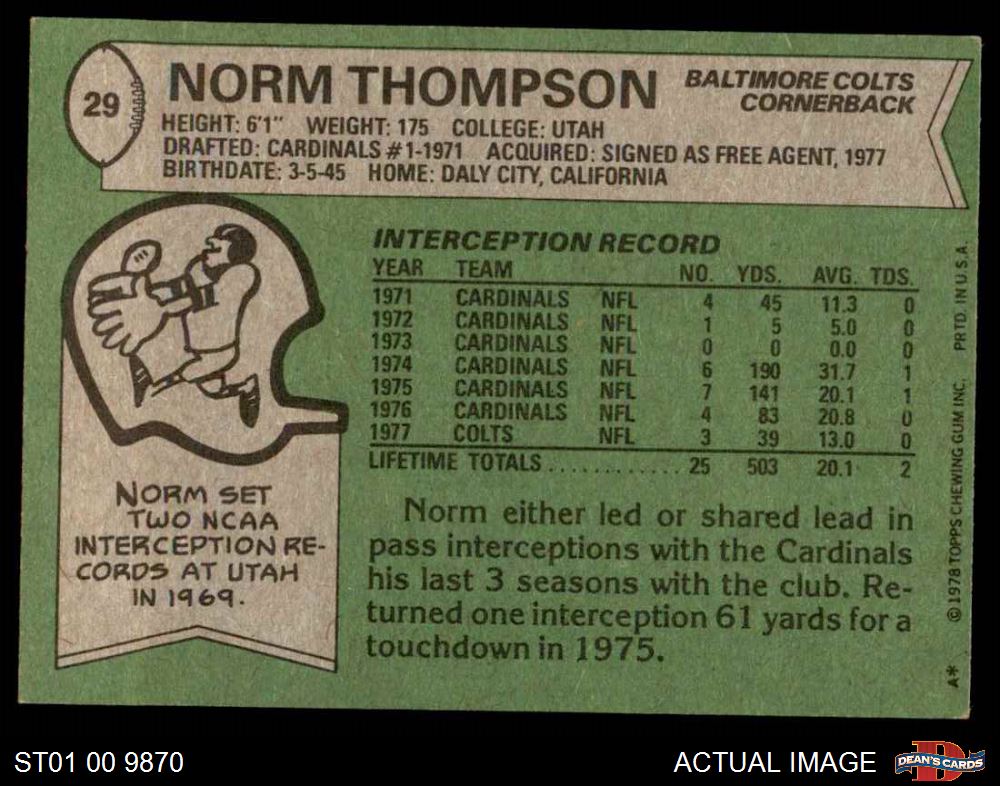 29
NORM THOMPSON
BALTIMORE COLTS
CORNERBACK
HEIGHT: 6'1" WEIGHT: 175 COLLEGE: UTAH
DRAFTED: CARDINALS #1-1971 ACQUIRED: SIGNED AS FREE AGENT, 1977
BIRTHDATE: 3-5-45 HOME: DALY CITY, CALIFORNIA
INTERCEPTION RECORD
YEAR TEAM NO. YDS. AVG. TDS.
1971 CARDINALS NFL 4 45 11.3 0
1972 CARDINALS NFL 1 5 5.0 0
1973 CARDINALS NFL 0 0 0.0 0
1974 CARDINALS NFL 6 190 31.7 1
1975 CARDINALS NFL 7 141 20.1 1
1976 CARDINALS NFL 4 83 20.8 0
1977 COLTS NFL 3 39 13.0 0
LIFETIME TOTALS............ 25 503 20.1 2
NORM SET
TWO NCAA
INTERCEPTION RE-
CORDS AT UTAH
IN 1969.
Norm either led or shared lead in
pass interceptions with the Cardinals
his last 3 seasons with the club. Re-
turned one interception 61 yards for a
touchdown in 1975.
A* ©1978 TOPPS CHEWING GUM INC. PRTD. IN U.S.A.
ST01 00 9870
ACTUAL IMAGE
D
DEAN'S CARDS